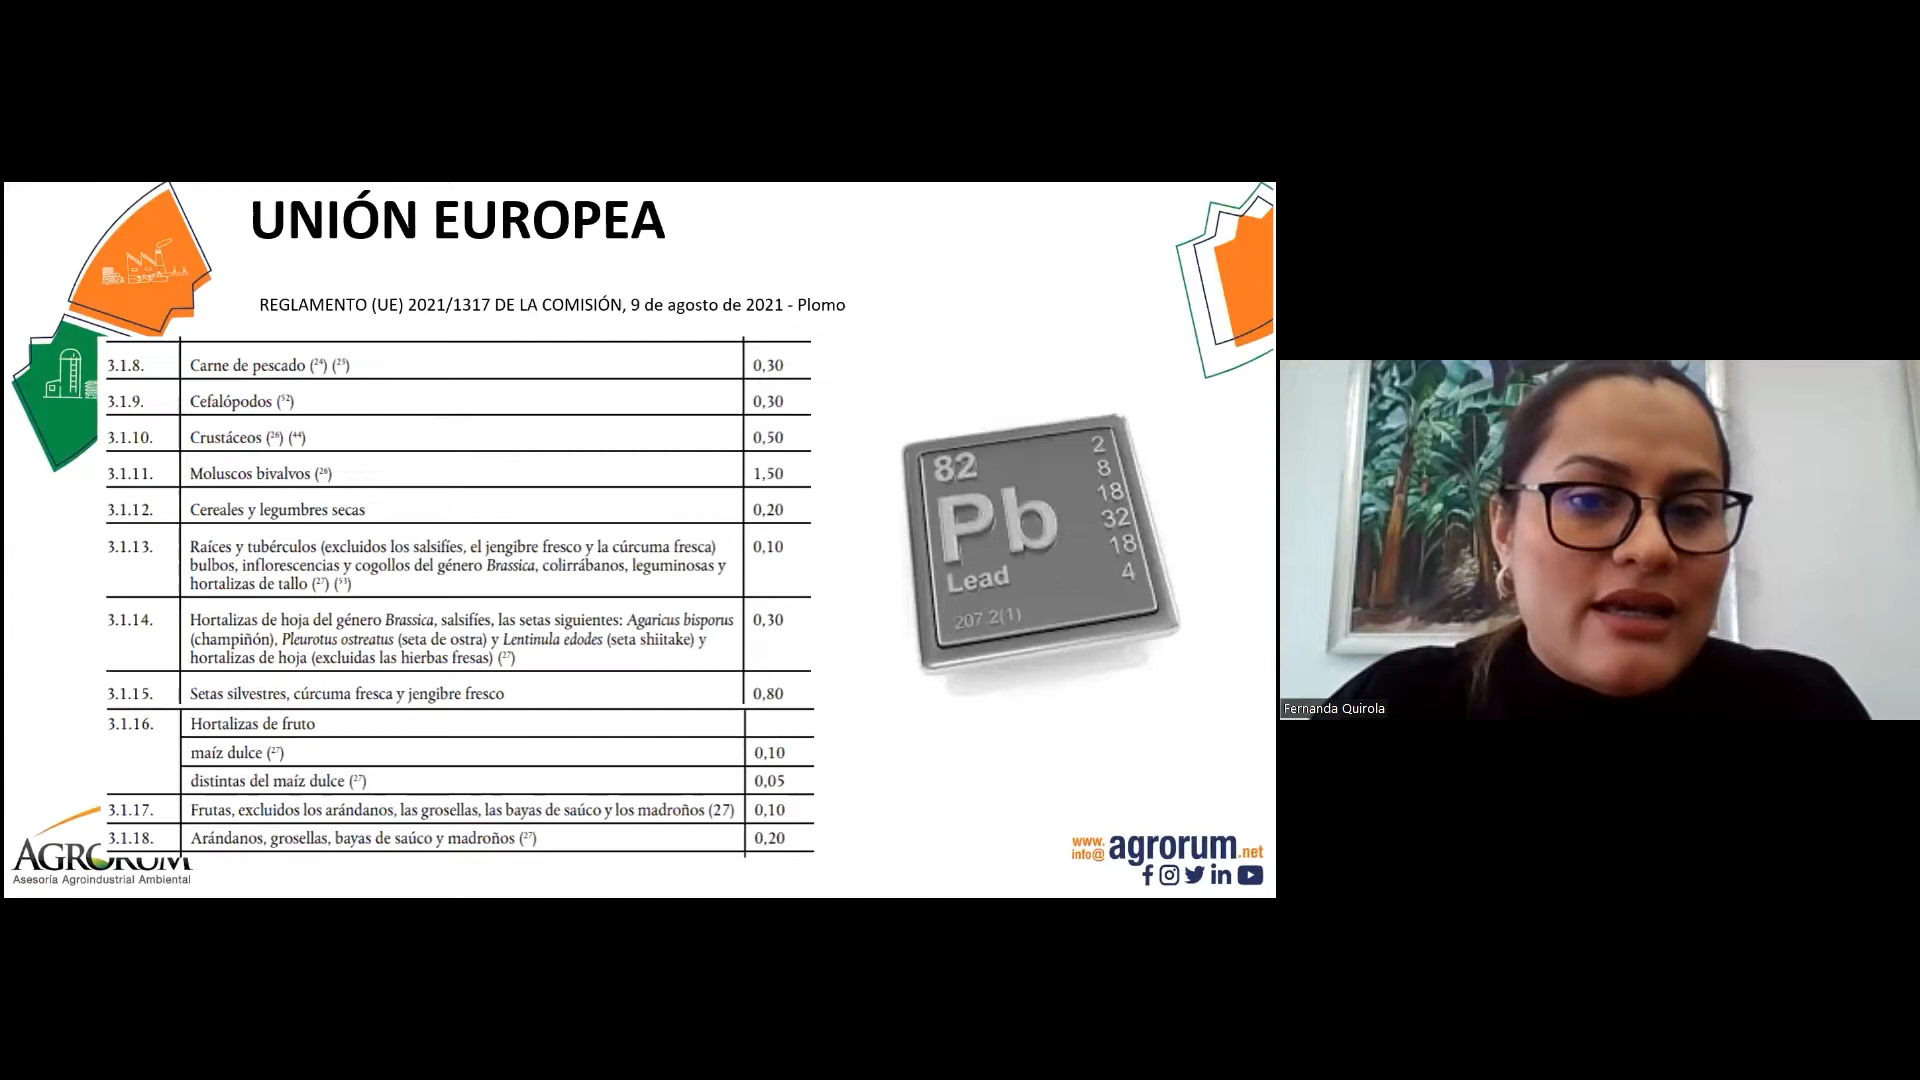 UNIÓN EUROPEA
REGLAMENTO (UE) 2021/1317 DE LA COMISIÓN, 9 de agosto de 2021 - Plomo
3.1.8. Carne de pescado (²⁴) (²⁵) 0,30
3.1.9. Cefalópodos (⁵²) 0,30
3.1.10. Crustáceos (²⁶) (⁴⁴) 0,50
3.1.11. Moluscos bivalvos (²⁶) 1,50
3.1.12. Cereales y legumbres secas 0,20
3.1.13. Raíces y tubérculos (excluidos los salsifíes, el jengibre fresco y la cúrcuma fresca) 0,10
bulbos, inflorescencias y cogollos del género Brassica, colirrábanos, leguminosas y
hortalizas de tallo (²⁷) (⁵³)
3.1.14. Hortalizas de hoja del género Brassica, salsifíes, las setas siguientes: Agaricus bisporus 0,30
(champiñón), Pleurotus ostreatus (seta de ostra) y Lentinula edodes (seta shiitake) y
hortalizas de hoja (excluidas las hierbas fresas) (²⁷)
3.1.15. Setas silvestres, cúrcuma fresca y jengibre fresco 0,80
3.1.16. Hortalizas de fruto
maíz dulce (²⁷) 0,10
distintas del maíz dulce (²⁷) 0,05
3.1.17. Frutas, excluidos los arándanos, las grosellas, las bayas de saúco y los madroños (27) 0,10
3.1.18. Arándanos, grosellas, bayas de saúco y madroños (²⁷) 0,20
82
Pb
Lead
207.2(1)
2
8
18
32
18
4
AGRORUM
Asesoría Agroindustrial Ambiental
www.
info@
agrorum.net
Fernanda Quirola